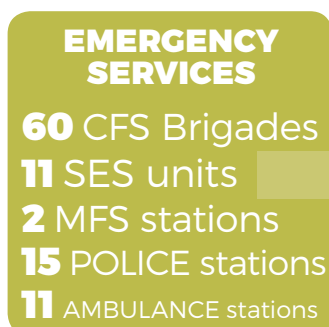 EMERGENCY
SERVICES
60 CFS Brigades
11 SES units
2 MFS stations
15 POLICE stations
11 AMBULANCE stations